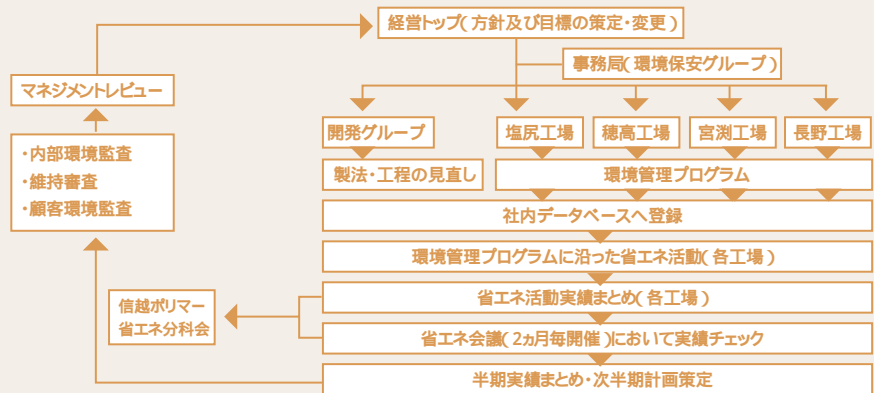 経営トップ(方針及び目標の策定・変更)
事務局(環境保安グループ)
マネジメントレビュー
・内部環境監査
・維持審査
・顧客環境監査
開発グループ
塩尻工場
穂高工場
宮渕工場
長野工場
製法・工程の見直し
環境管理プログラム
社内データベースへ登録
環境管理プログラムに沿った省エネ活動(各工場)
省エネ活動実績まとめ(各工場)
信越ポリマー
省エネ分科会
省エネ会議(2ヵ月毎開催)において実績チェック
半期実績まとめ・次半期計画策定